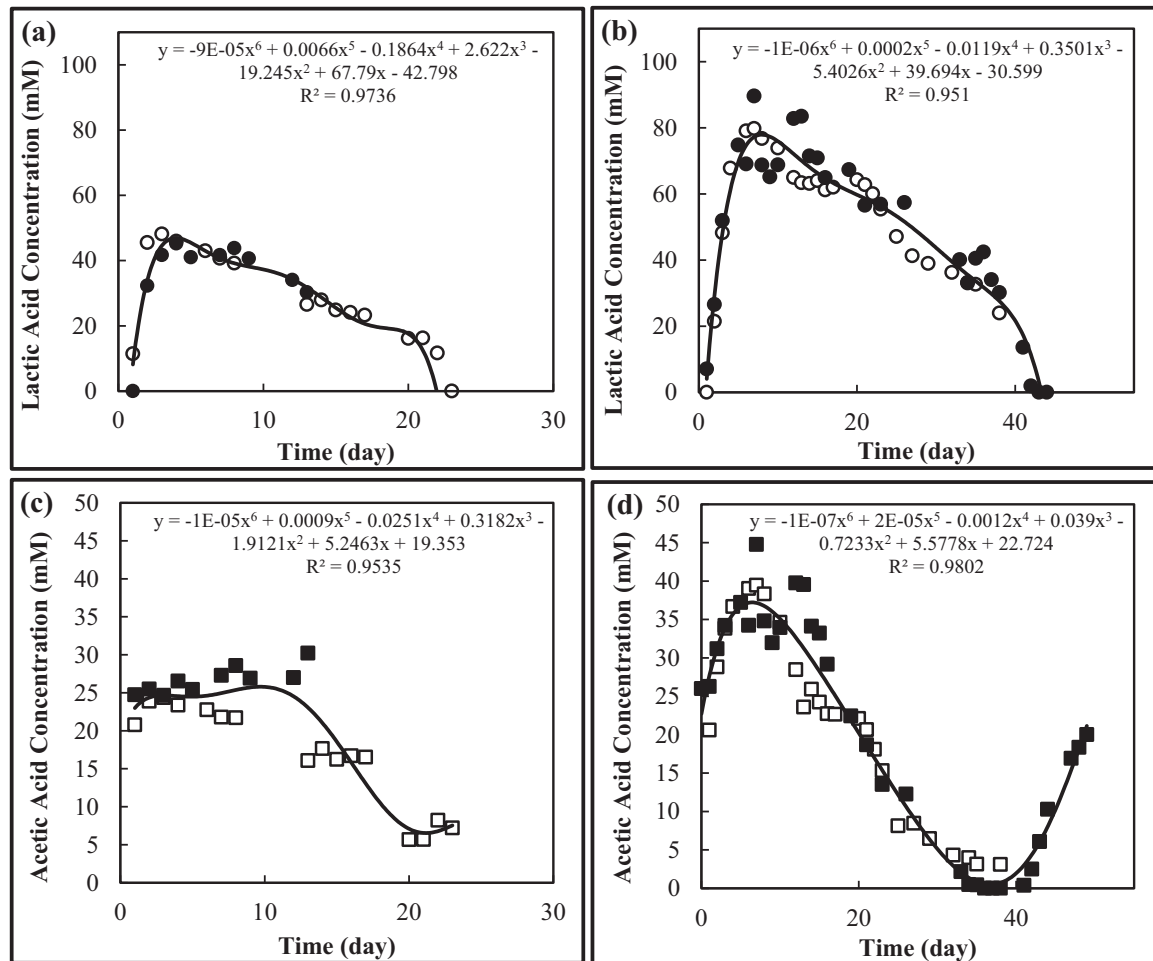 (a)
y = -9E-05x⁶ + 0.0066x⁵ - 0.1864x⁴ + 2.622x³ -
19.245x² + 67.79x - 42.798
R² = 0.9736
Lactic Acid Concentration (mM)
100
80
60
40
20
0
0 10 20 30
Time (day)
(b)
y = -1E-06x⁶ + 0.0002x⁵ - 0.0119x⁴ + 0.3501x³ -
5.4026x² + 39.694x - 30.599
R² = 0.951
Lactic Acid Concentration (mM)
100
80
60
40
20
0
0 20 40
Time (day)
(c)
y = -1E-05x⁶ + 0.0009x⁵ - 0.0251x⁴ + 0.3182x³ -
1.9121x² + 5.2463x + 19.353
R² = 0.9535
Acetic Acid Concentration (mM)
50
45
40
35
30
25
20
15
10
5
0
0 10 20 30
Time (day)
(d)
y = -1E-07x⁶ + 2E-05x⁵ - 0.0012x⁴ + 0.039x³ -
0.7233x² + 5.5778x + 22.724
R² = 0.9802
Acetic Acid Concentration (mM)
50
45
40
35
30
25
20
15
10
5
0
0 20 40
Time (day)